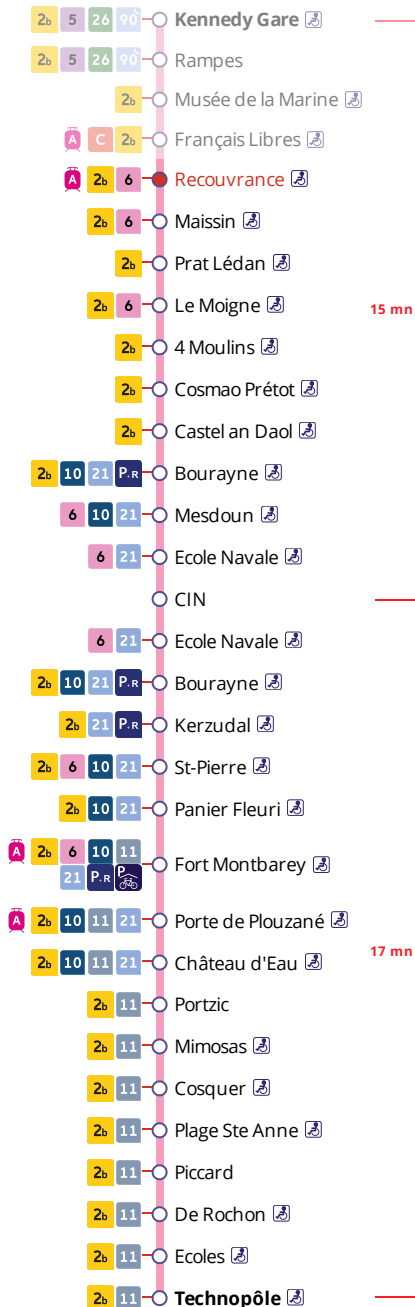 2b 5 26 90 Kennedy Gare
2b 5 26 90 Rampes
2b Musée de la Marine
A C 2b Français Libres
A 2b 6 Recouvrance
2b 6 Maissin
2b Prat Lédan
2b 6 Le Moigne
15 mn
2b 4 Moulins
2b Cosmao Prétot
2b Castel an Daol
2b 10 21 P+R Bourayne
6 10 21 Mesdoun
6 21 Ecole Navale
CIN
6 21 Ecole Navale
2b 10 21 P+R Bourayne
2b 21 P+R Kerzudal
2b 6 10 21 St-Pierre
2b 10 21 Panier Fleuri
A 2b 6 10 11
21 P+R P Fort Montbarey
A 2b 10 11 21 Porte de Plouzané
17 mn
2b 10 11 21 Château d'Eau
2b 11 Portzic
2b 11 Mimosas
2b 11 Cosquer
2b 11 Plage Ste Anne
2b 11 Piccard
2b 11 De Rochon
2b 11 Ecoles
2b 11 Technopôle